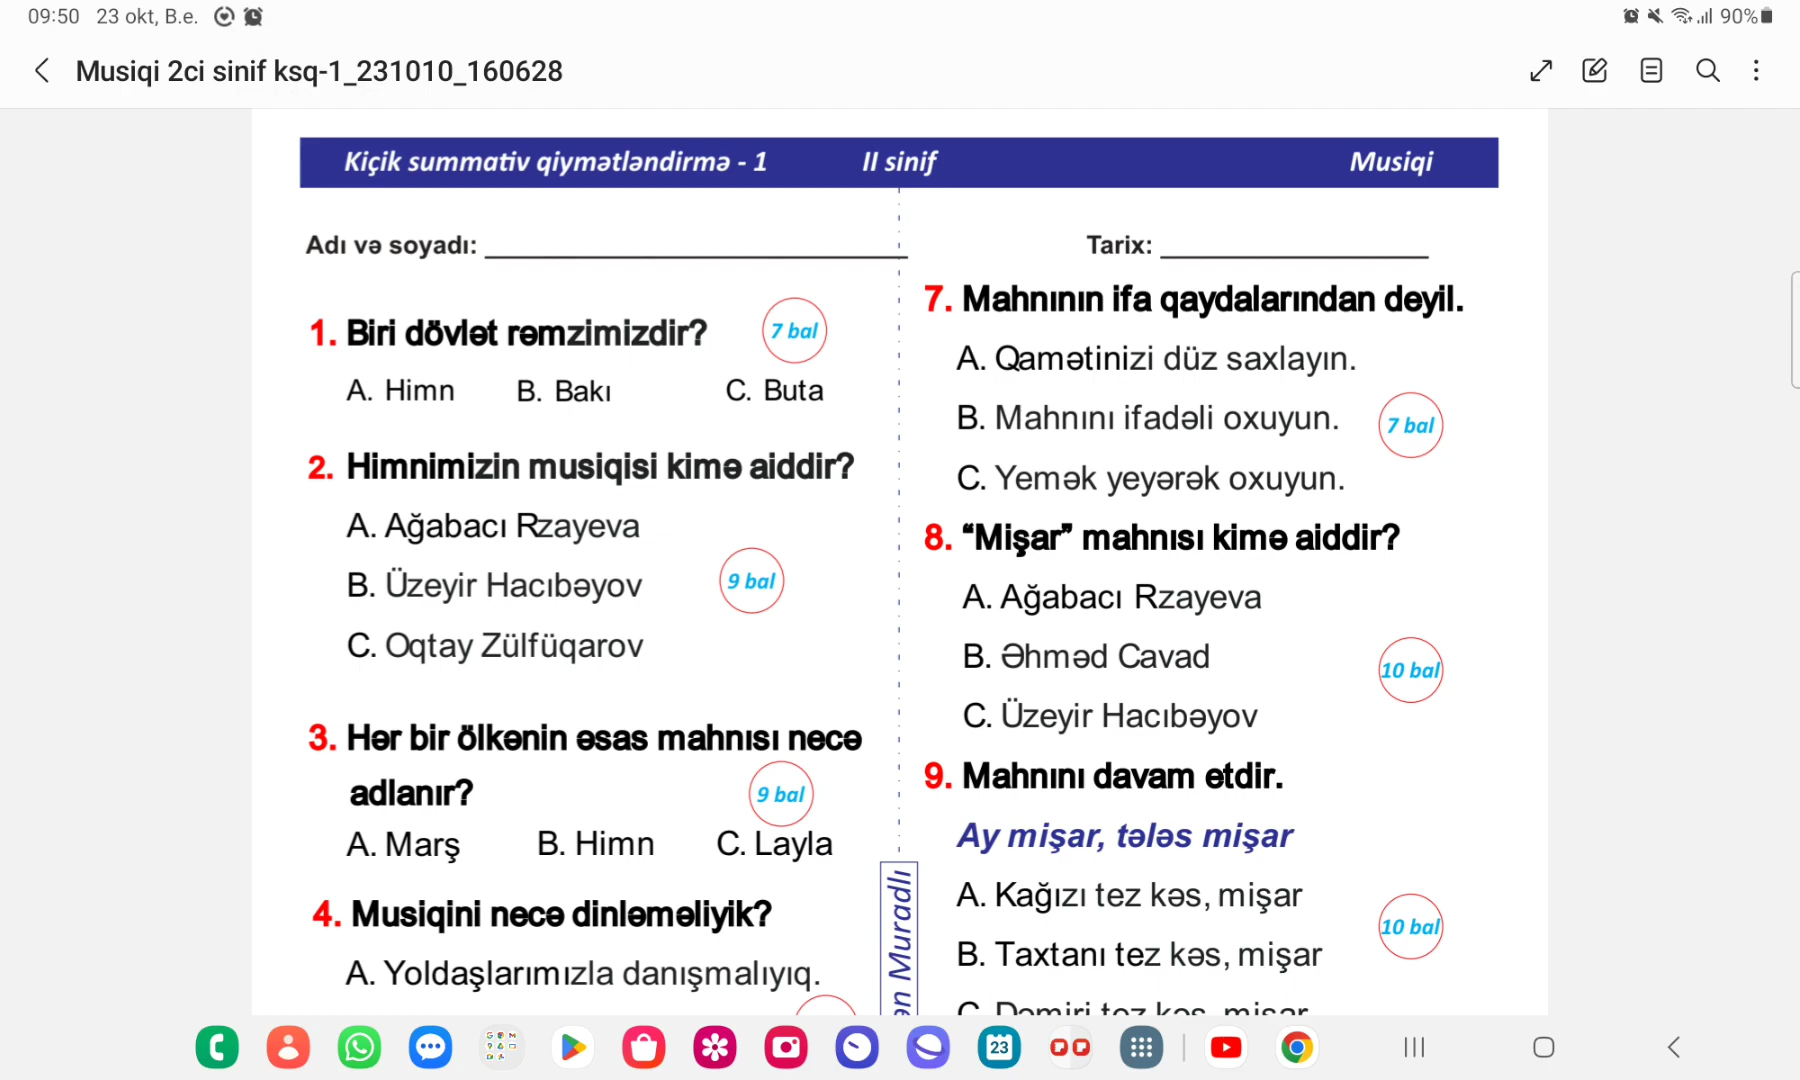 09:50 23 okt, B.e.
90%
Musiqi 2ci sinif ksq-1_231010_160628
Kiçik summativ qiymətləndirmə - 1 II sinif Musiqi
Adı və soyadı: Tarix:
1. Biri dövlət rəmzimizdir? 7 bal
A. Himn B. Bakı C. Buta
2. Himnimizin musiqisi kimə aiddir?
A. Ağabacı Rzayeva
B. Üzeyir Hacıbəyov 9 bal
C. Oqtay Zülfüqarov
3. Hər bir ölkənin əsas mahnısı necə
adlanır? 9 bal
A. Marş B. Himn C. Layla
4. Musiqini necə dinləməliyik?
A. Yoldaşlarımızla danışmalıyıq.
ən Muradlı
7. Mahnının ifa qaydalarından deyil.
A. Qamətinizi düz saxlayın.
B. Mahnını ifadəli oxuyun. 7 bal
C. Yemək yeyərək oxuyun.
8. “Mişar” mahnısı kimə aiddir?
A. Ağabacı Rzayeva
B. Əhməd Cavad 10 bal
C. Üzeyir Hacıbəyov
9. Mahnını davam etdir.
Ay mişar, tələs mişar
A. Kağızı tez kəs, mişar
B. Taxtanı tez kəs, mişar 10 bal
C. Dəmiri tez kəs, mişar
23